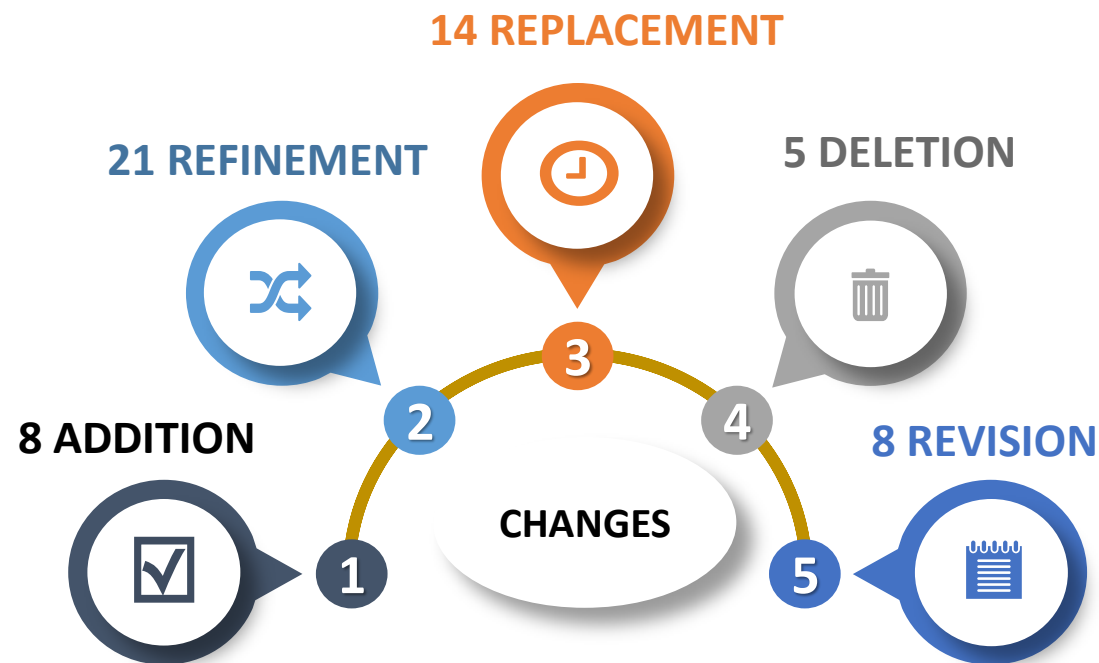 14 REPLACEMENT
21 REFINEMENT
5 DELETION
3
2
4
8 ADDITION
8 REVISION
CHANGES
1
5